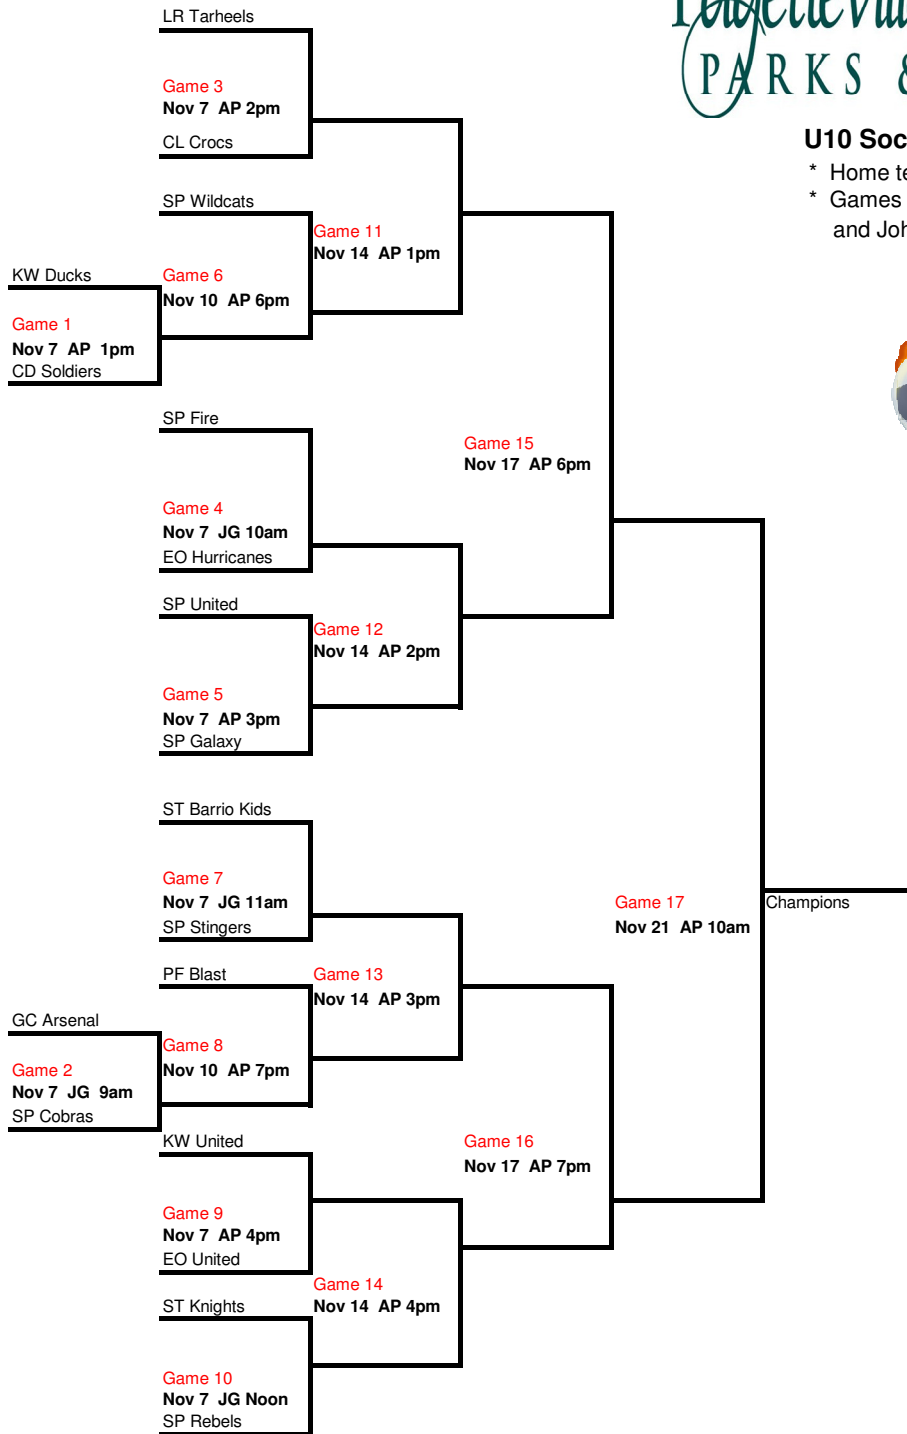 LR Tarheels
Game 3
Nov 7 AP 2pm
CL Crocs
PARKS &
U10 Soc
* Home te
* Games
and Joh
SP Wildcats
Game 11
Nov 14 AP 1pm
KW Ducks
Game 6
Nov 10 AP 6pm
Game 1
Nov 7 AP 1pm
CD Soldiers
SP Fire
Game 15
Nov 17 AP 6pm
Game 4
Nov 7 JG 10am
EO Hurricanes
SP United
Game 12
Nov 14 AP 2pm
Game 5
Nov 7 AP 3pm
SP Galaxy
ST Barrio Kids
Game 7
Nov 7 JG 11am
SP Stingers
Game 17
Nov 21 AP 10am
Champions
PF Blast
Game 13
Nov 14 AP 3pm
GC Arsenal
Game 8
Nov 10 AP 7pm
Game 2
Nov 7 JG 9am
SP Cobras
KW United
Game 16
Nov 17 AP 7pm
Game 9
Nov 7 AP 4pm
EO United
Game 14
Nov 14 AP 4pm
ST Knights
Game 10
Nov 7 JG Noon
SP Rebels